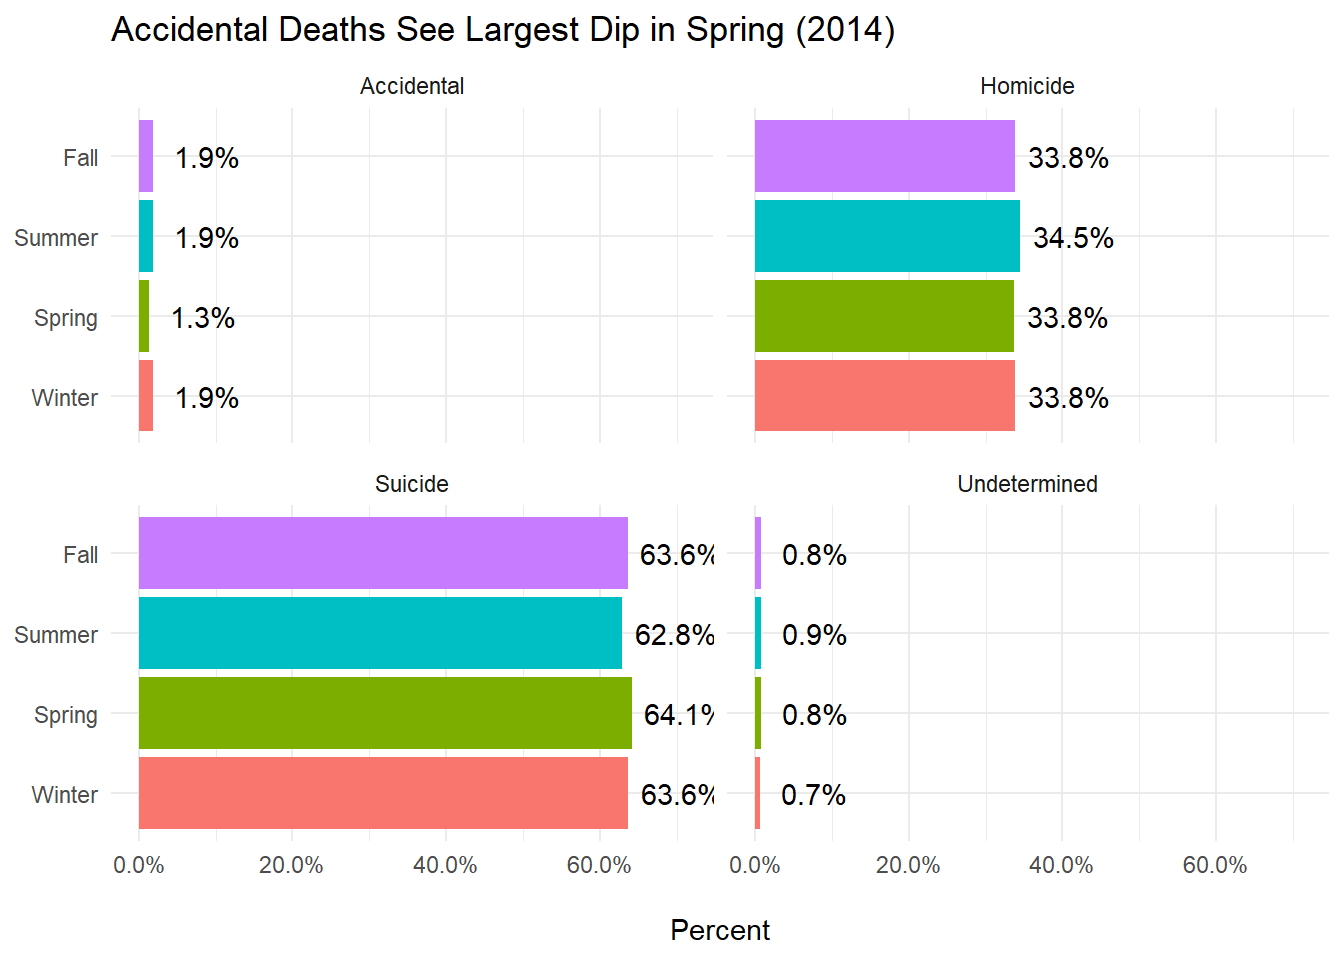 Accidental Deaths See Largest Dip in Spring (2014)
Accidental
Homicide
Fall
1.9%
33.8%
Summer
1.9%
34.5%
Spring
1.3%
33.8%
Winter
1.9%
33.8%
Suicide
Undetermined
Fall
63.6%
0.8%
Summer
62.8%
0.9%
Spring
64.1%
0.8%
Winter
63.6%
0.7%
0.0%
20.0%
40.0%
60.0%
0.0%
20.0%
40.0%
60.0%
Percent